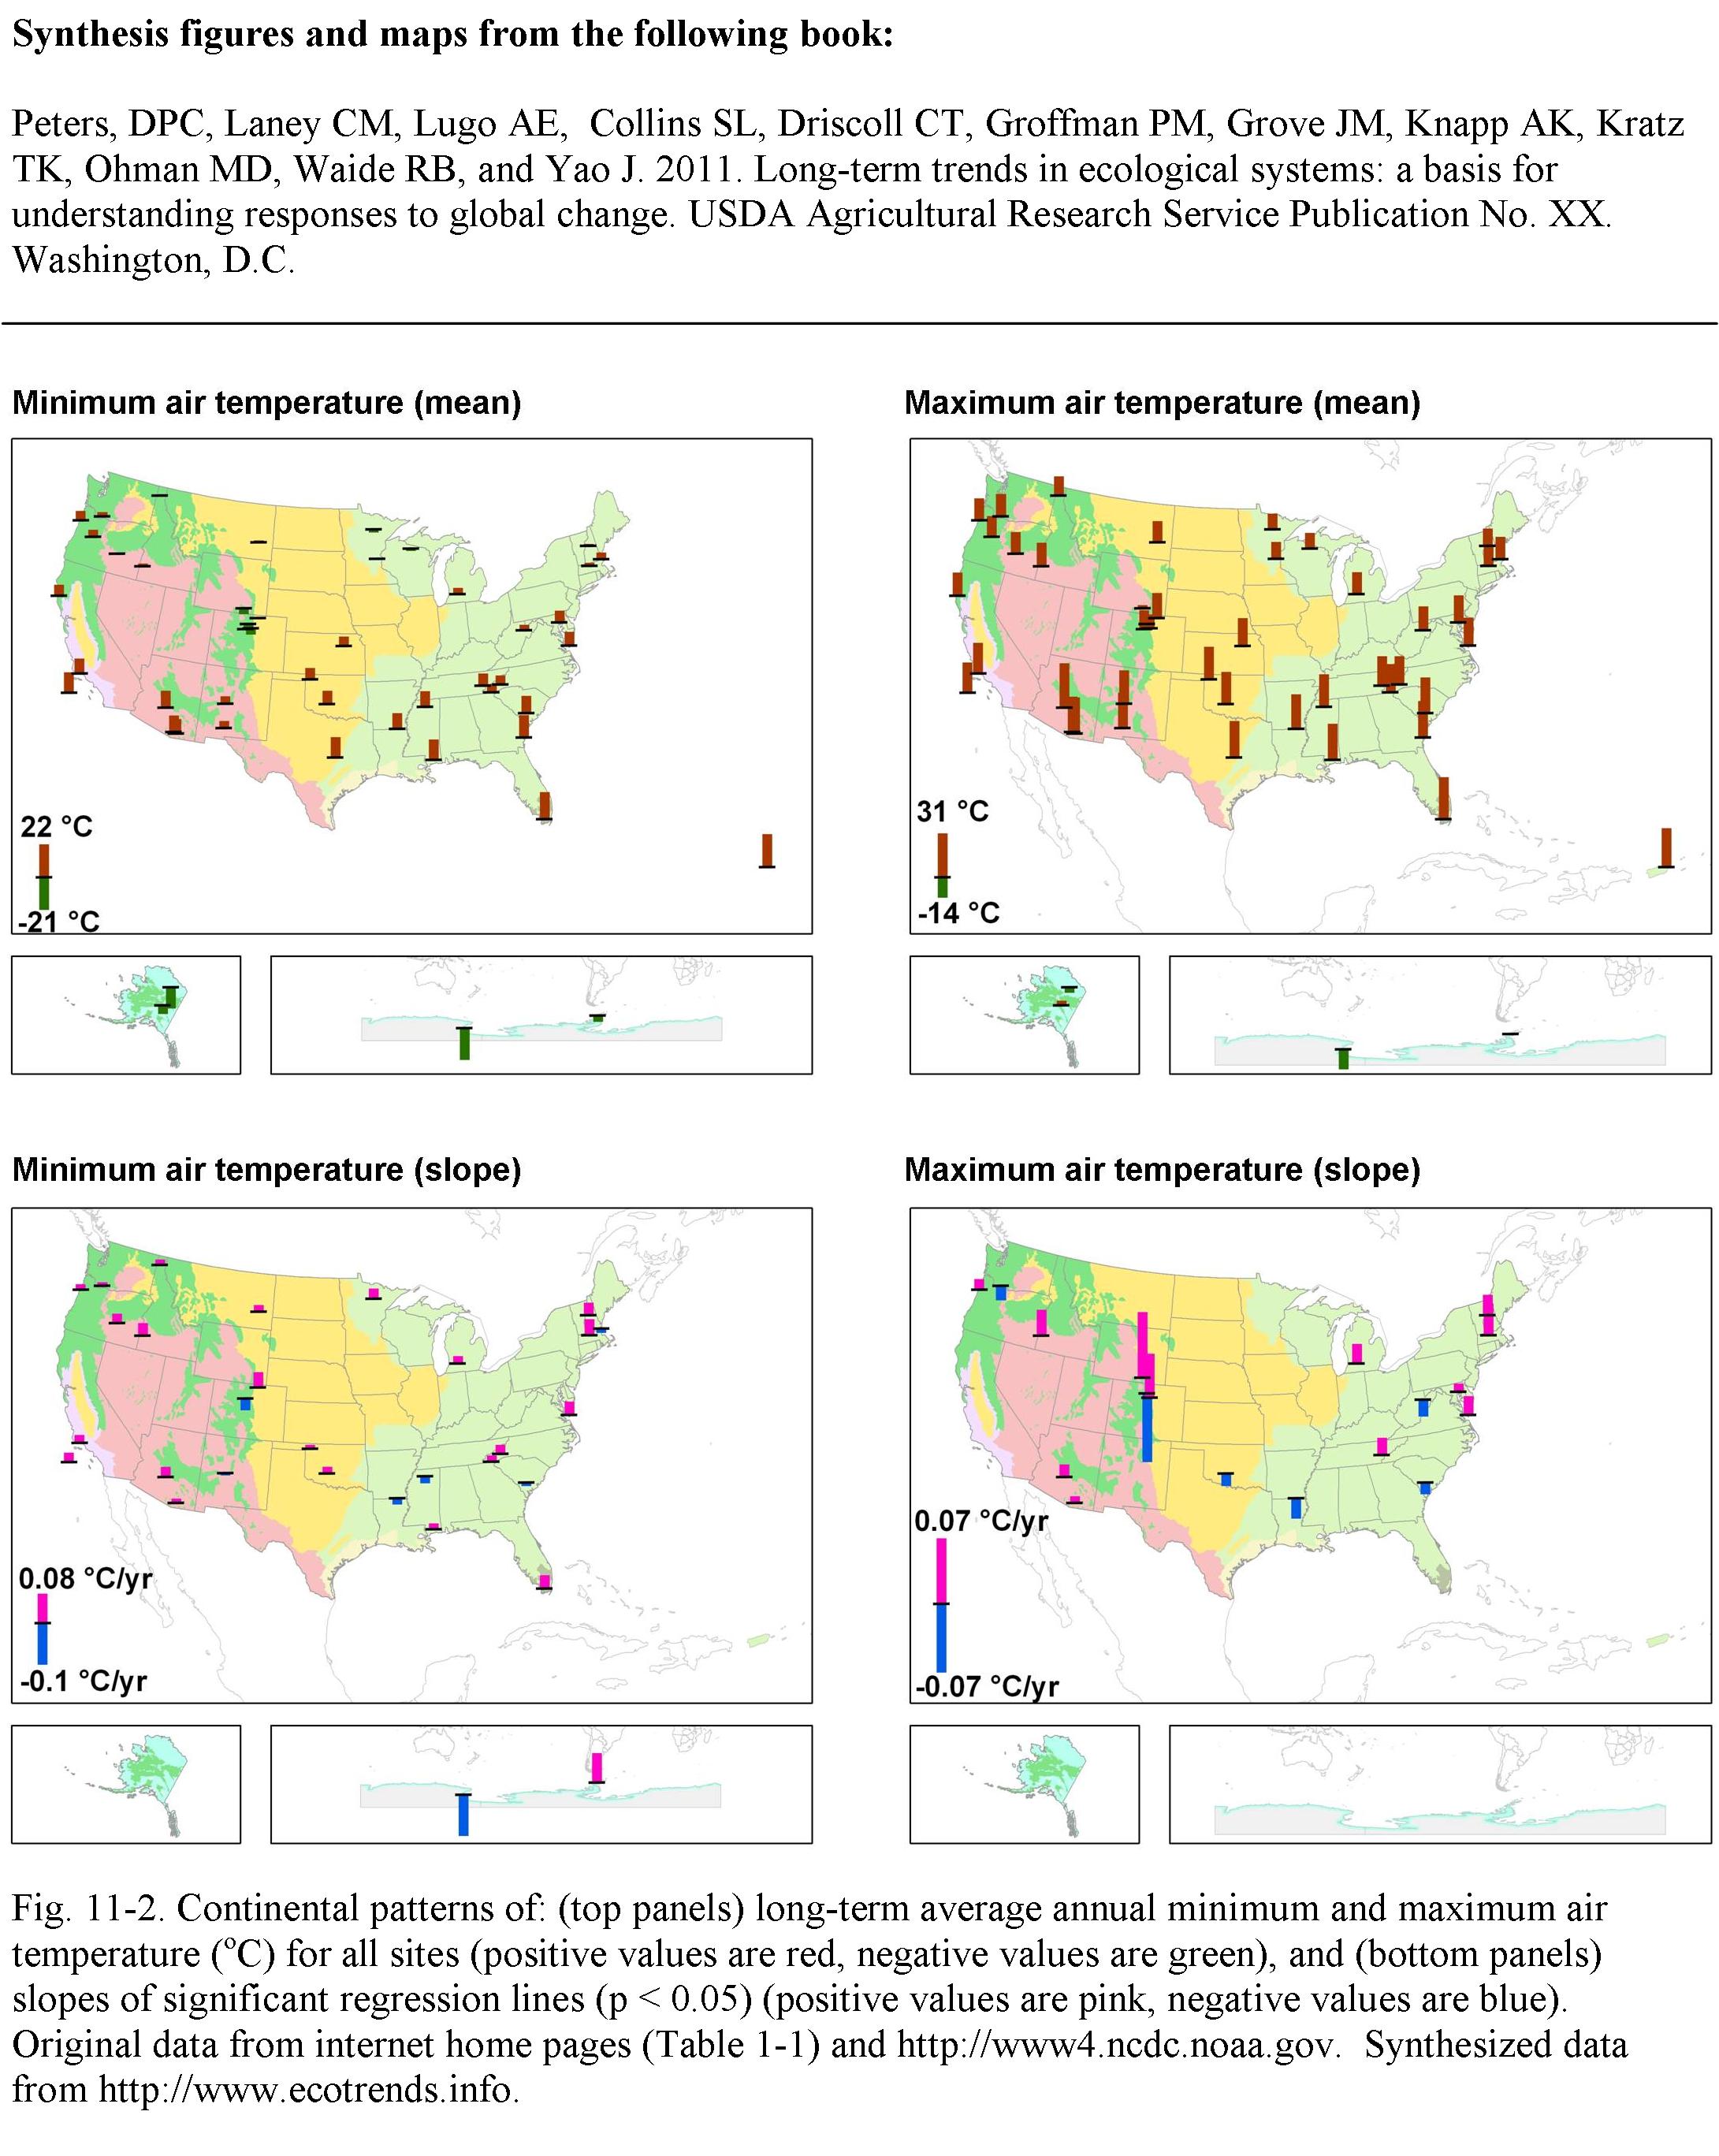 Synthesis figures and maps from the following book:
Peters, DPC, Laney CM, Lugo AE,  Collins SL, Driscoll CT, Groffman PM, Grove JM, Knapp AK, Kratz
TK, Ohman MD, Waide RB, and Yao J. 2011. Long-term trends in ecological systems: a basis for
understanding responses to global change. USDA Agricultural Research Service Publication No. XX.
Washington, D.C.
Minimum air temperature (mean)
Maximum air temperature (mean)
22 °C
-21 °C
31 °C
-14 °C
Minimum air temperature (slope)
Maximum air temperature (slope)
0.08 °C/yr
-0.1 °C/yr
0.07 °C/yr
-0.07 °C/yr
Fig. 11-2. Continental patterns of: (top panels) long-term average annual minimum and maximum air
temperature (°C) for all sites (positive values are red, negative values are green), and (bottom panels)
slopes of significant regression lines (p < 0.05) (positive values are pink, negative values are blue).
Original data from internet home pages (Table 1-1) and http://www4.ncdc.noaa.gov.  Synthesized data
from http://www.ecotrends.info.